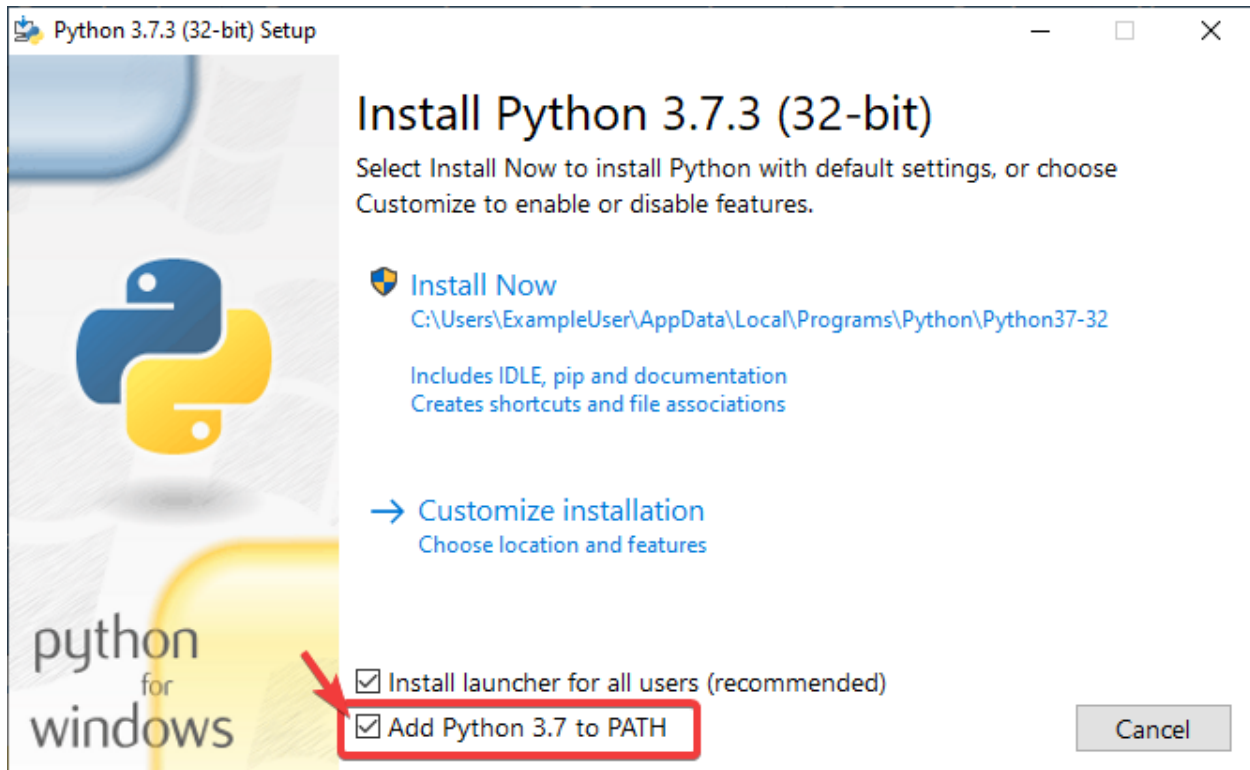 Python 3.7.3 (32-bit) Setup
Install Python 3.7.3 (32-bit)
Select Install Now to install Python with default settings, or choose
Customize to enable or disable features.
Install Now
C:\Users\ExampleUser\AppData\Local\Programs\Python\Python37-32
Includes IDLE, pip and documentation
Creates shortcuts and file associations
Customize installation
Choose location and features
python
for
windows
Install launcher for all users (recommended)
Add Python 3.7 to PATH
Cancel